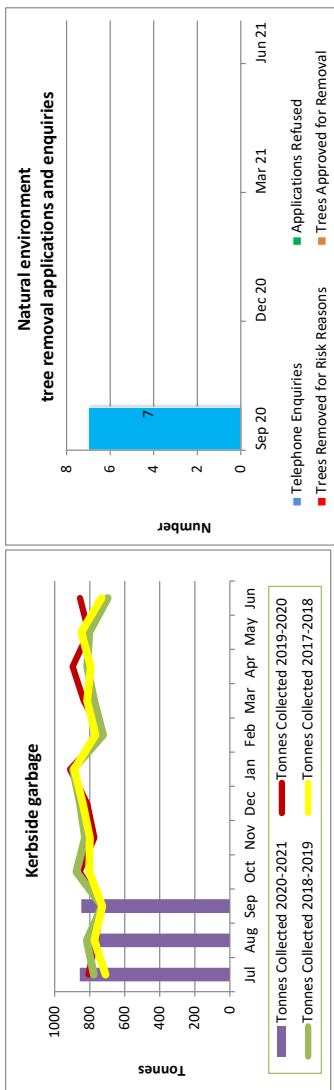 Kerbside garbage
1000
800
600
400
200
0
Tonnes
Jul Aug Sep Oct Nov Dec Jan Feb Mar Apr May Jun
Tonnes Collected 2020-2021 Tonnes Collected 2019-2020
Tonnes Collected 2018-2019 Tonnes Collected 2017-2018
Natural environment
tree removal applications and enquiries
8
6
4
2
0
Number
7
Sep 20 Dec 20 Mar 21 Jun 21
Telephone Enquiries Applications Refused
Trees Removed for Risk Reasons Trees Approved for Removal